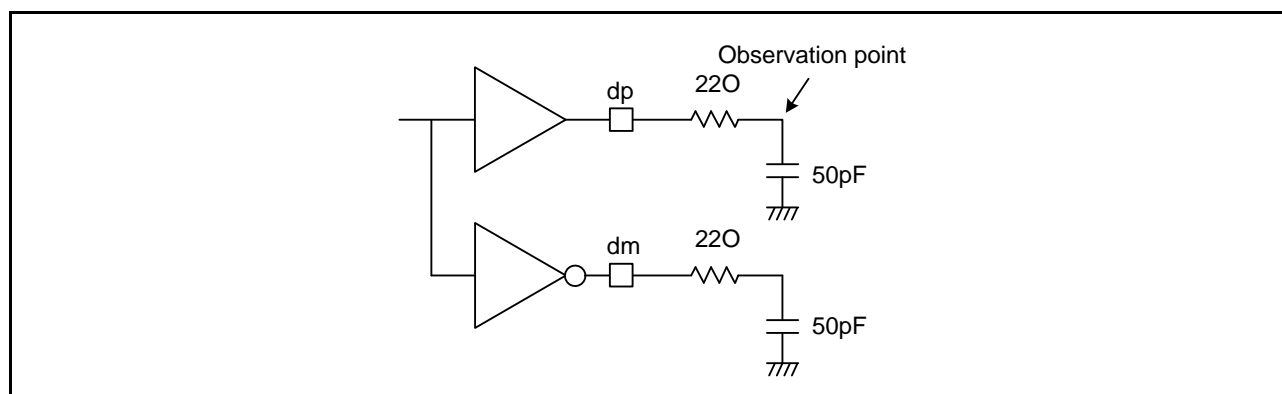 Observation point
dp
22O
50pF
dm
22O
50pF